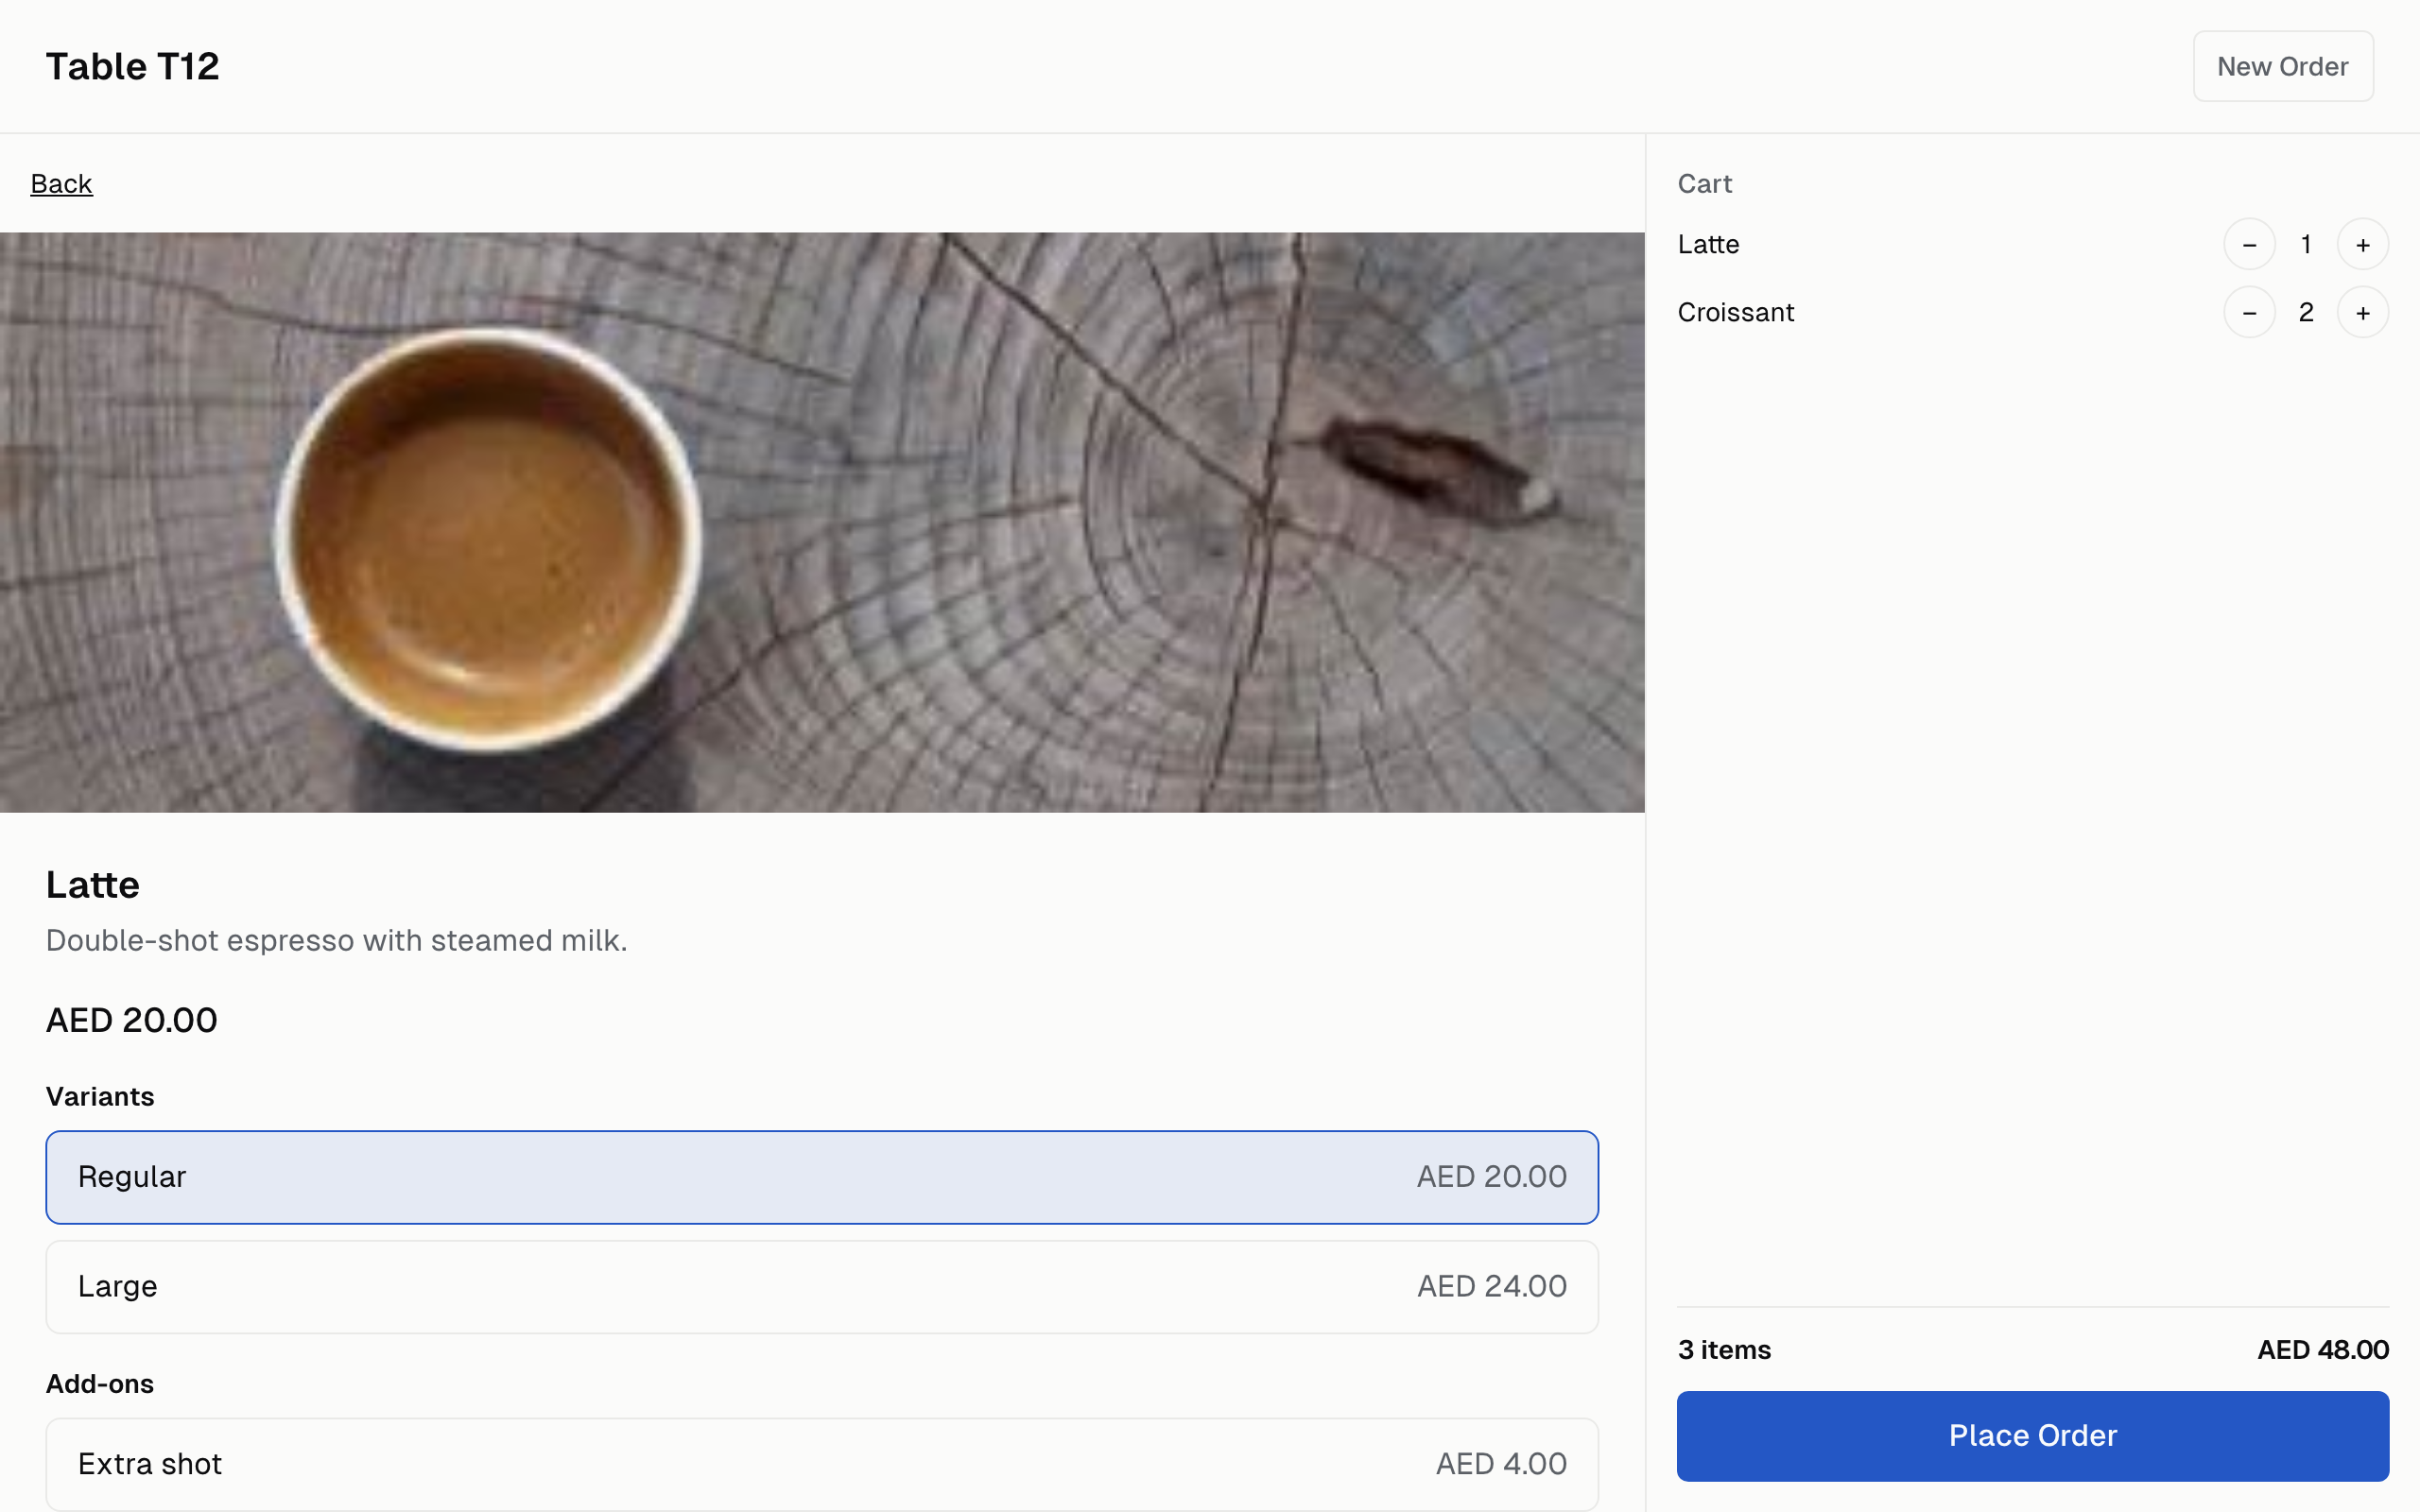 Table T12
New Order
Back
Latte
Double-shot espresso with steamed milk.
AED 20.00
Variants
Regular AED 20.00
Large AED 24.00
Add-ons
Extra shot AED 4.00
Cart
Latte − 1 +
Croissant − 2 +
3 items AED 48.00
Place Order